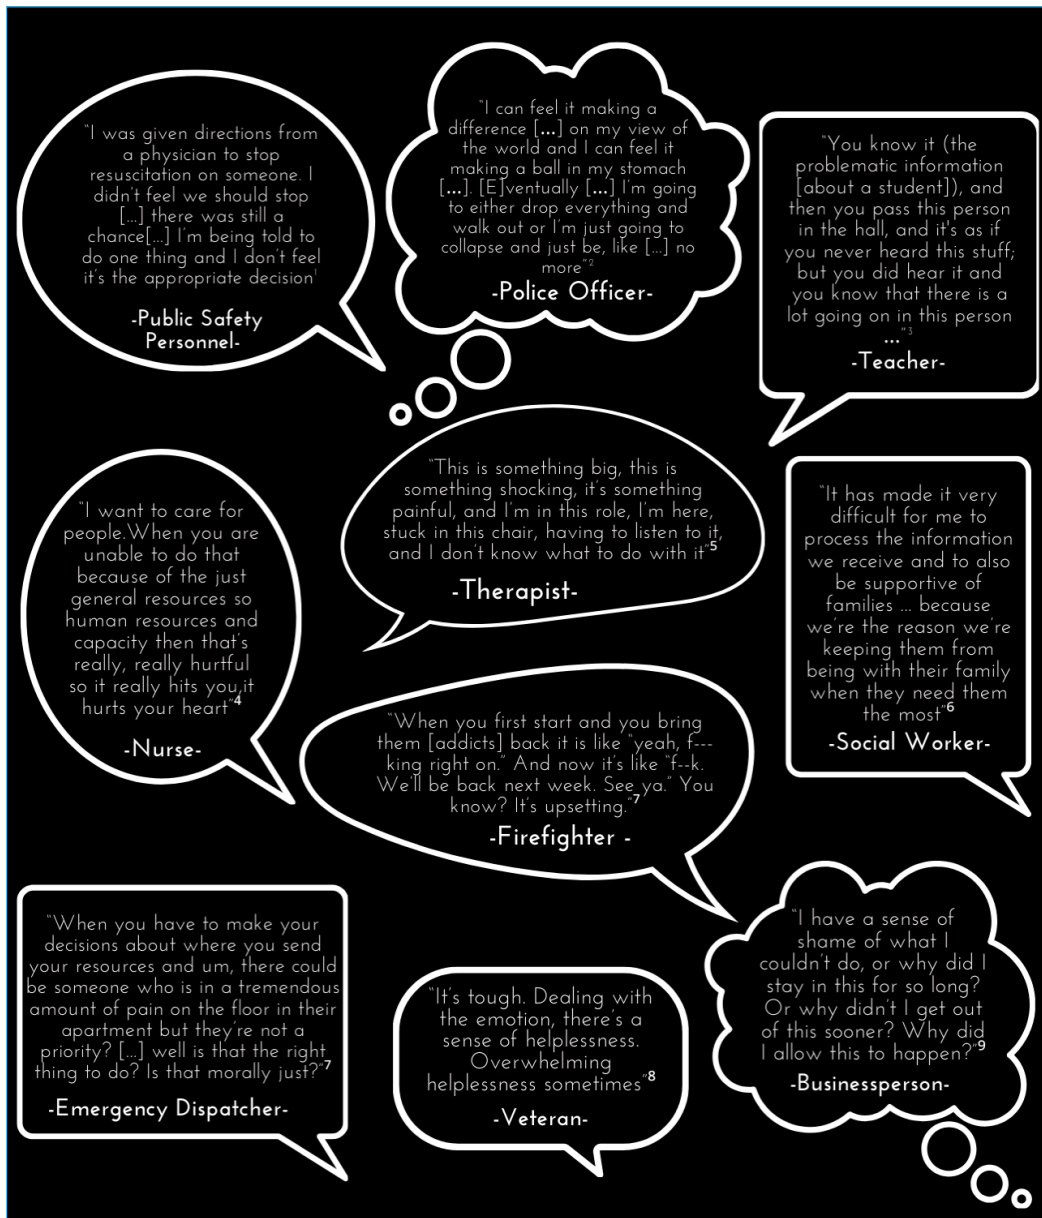 "I was given directions from
a physician to stop
resuscitation on someone. I
didn't feel we should stop
[...] there was still a
chance[...] I'm being told to
do one thing and I don't feel
it's the appropriate decision¹
-Public Safety
Personnel-
"I can feel it making a
difference [...] on my view of
the world and I can feel it
making a ball in my stomach
[...]. [E]ventually [...] I'm going
to either drop everything and
walk out or I'm just going to
collapse and just be, like [...] no
more"²
-Police Officer-
"You know it (the
problematic information
[about a student]), and
then you pass this person
in the hall, and it's as if
you never heard this stuff;
but you did hear it and
you know that there is a
lot going on in this person
..."³
-Teacher-
"I want to care for
people.When you are
unable to do that
because of the just
general resources so
human resources and
capacity then that's
really, really hurtful
so it really hits you,it
hurts your heart"⁴
-Nurse-
"This is something big, this is
something shocking, it's something
painful, and I'm in this role, I'm here,
stuck in this chair, having to listen to it,
and I don't know what to do with it"⁵
-Therapist-
"It has made it very
difficult for me to
process the information
we receive and to also
be supportive of
families ... because
we're the reason we're
keeping them from
being with their family
when they need them
the most"⁶
-Social Worker-
"When you first start and you bring
them [addicts] back it is like "yeah, f---
king right on." And now it's like "f--k.
We'll be back next week. See ya." You
know? It's upsetting."⁷
-Firefighter -
"When you have to make your
decisions about where you send
your resources and um, there could
be someone who is in a tremendous
amount of pain on the floor in their
apartment but they're not a
priority? [...] well is that the right
thing to do? Is that morally just?"⁷
-Emergency Dispatcher-
"It's tough. Dealing with
the emotion, there's a
sense of helplessness.
Overwhelming
helplessness sometimes"⁸
-Veteran-
"I have a sense of
shame of what I
couldn't do, or why did I
stay in this for so long?
Or why didn't I get out
of this sooner? Why did
I allow this to happen?"⁹
-Businessperson-